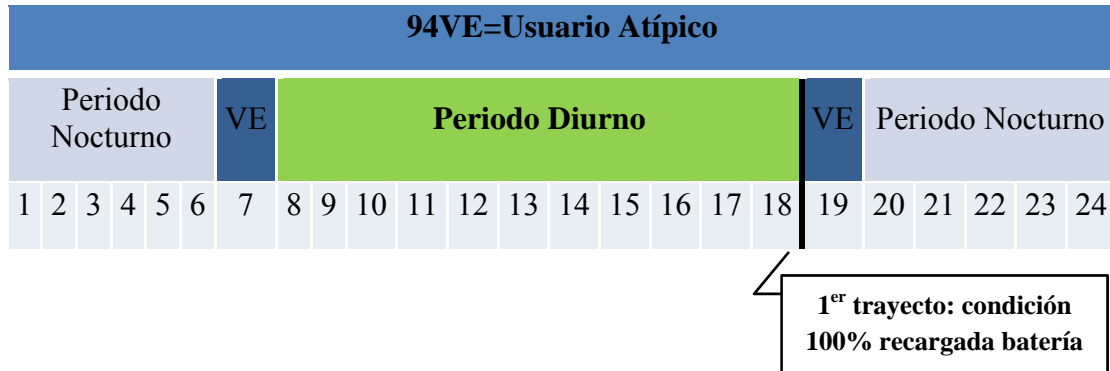 94VE=Usuario Atípico
Periodo
Nocturno
VE
Periodo Diurno
VE
Periodo Nocturno
1 2 3 4 5 6 7 8 9 10 11 12 13 14 15 16 17 18 19 20 21 22 23 24
1er trayecto: condición
100% recargada batería